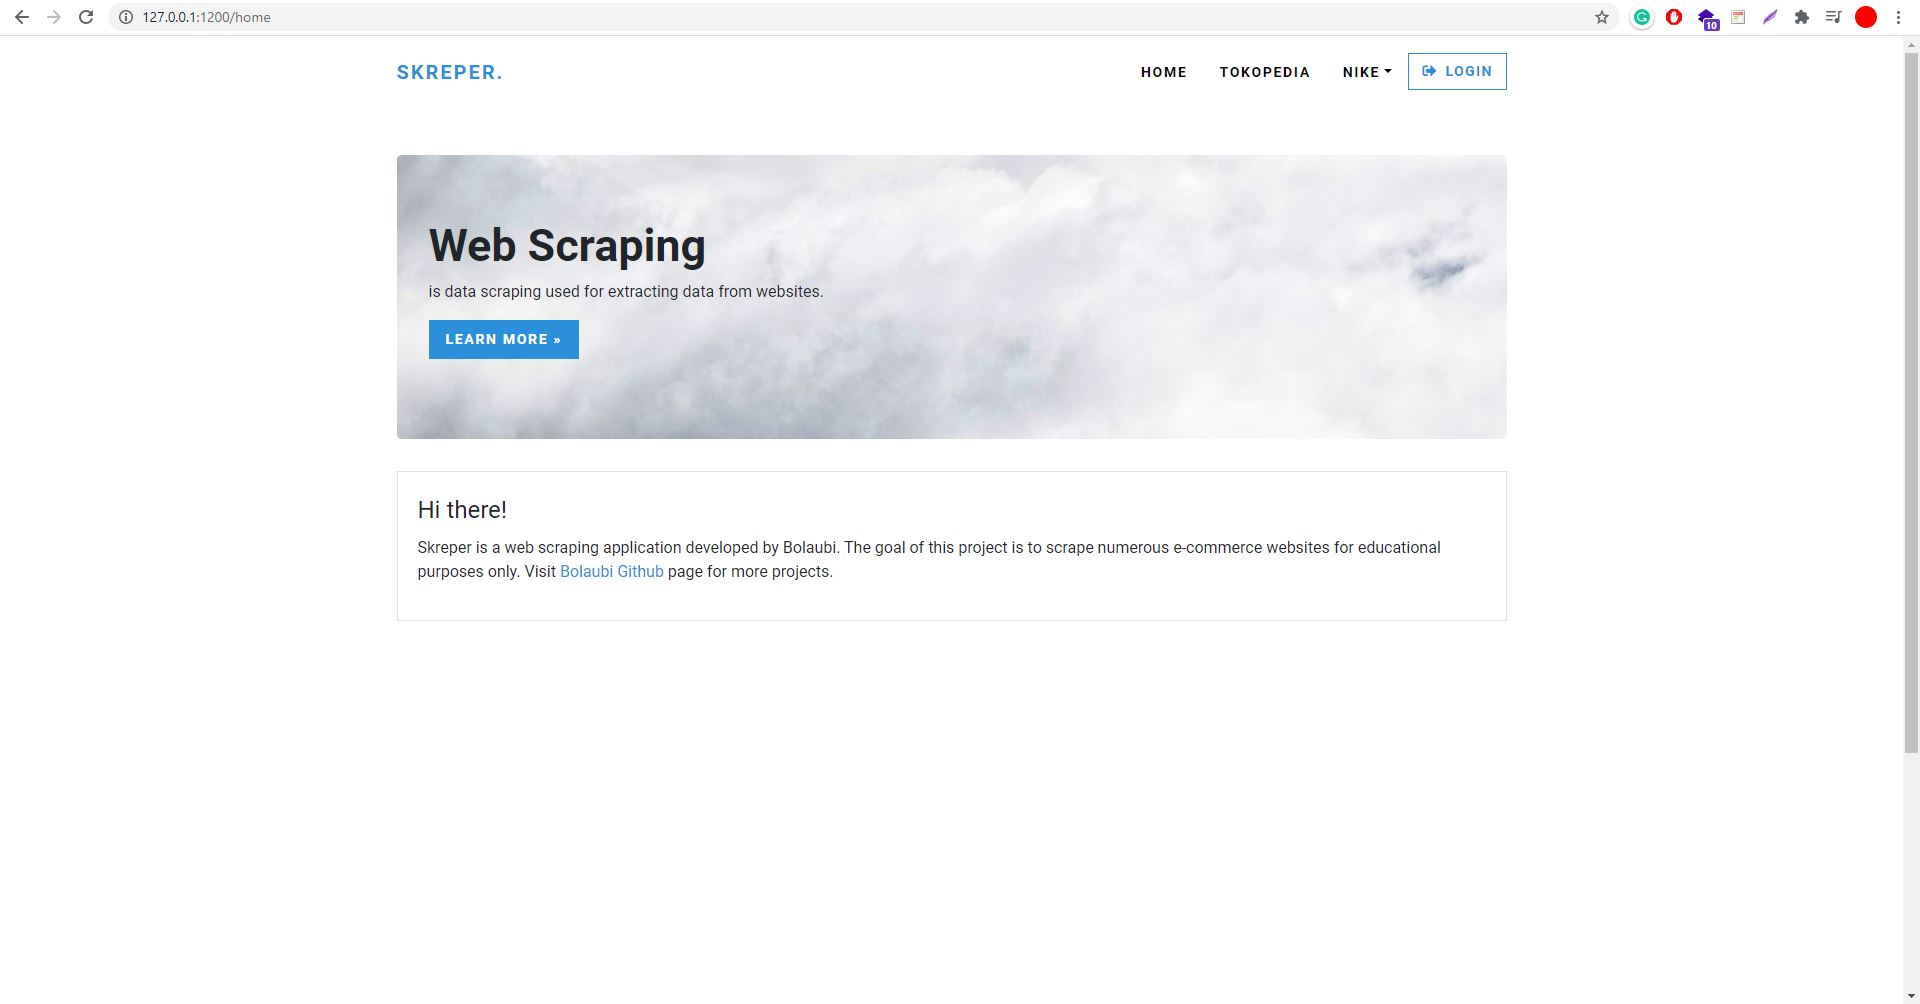 127.0.0.1:1200/home
10
SKREPER.
HOME TOKOPEDIA NIKE LOGIN
Web Scraping
is data scraping used for extracting data from websites.
LEARN MORE »
Hi there!
Skreper is a web scraping application developed by Bolaubi. The goal of this project is to scrape numerous e-commerce websites for educational
purposes only. Visit Bolaubi Github page for more projects.